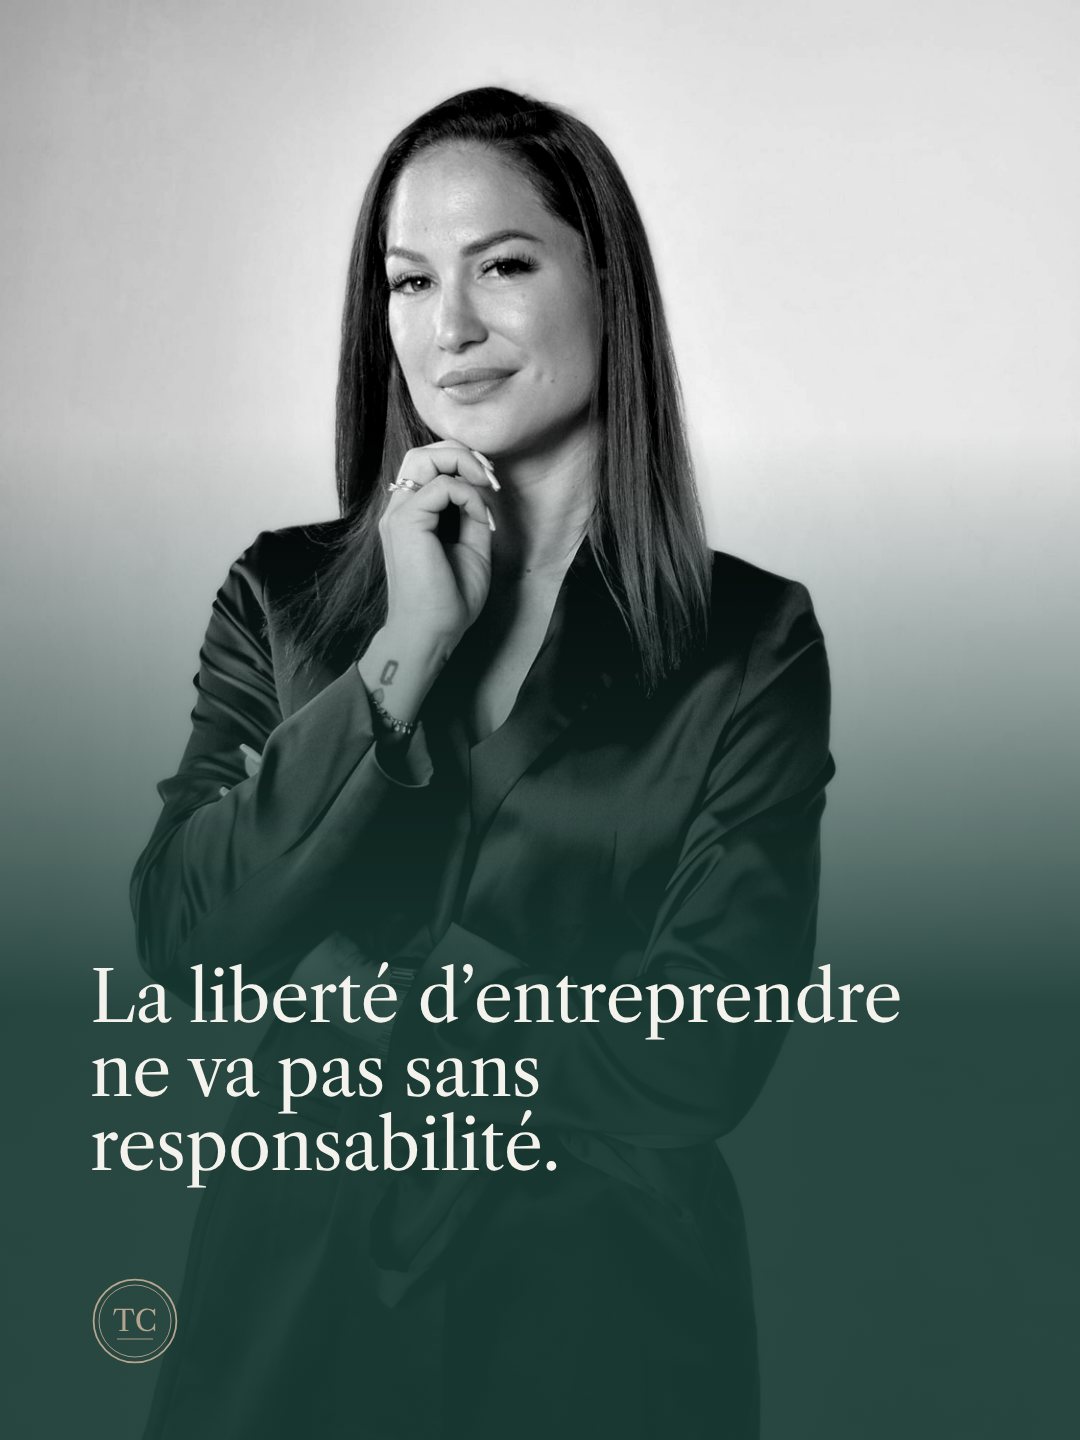 La liberté d’entreprendre
ne va pas sans
responsabilité.
TC